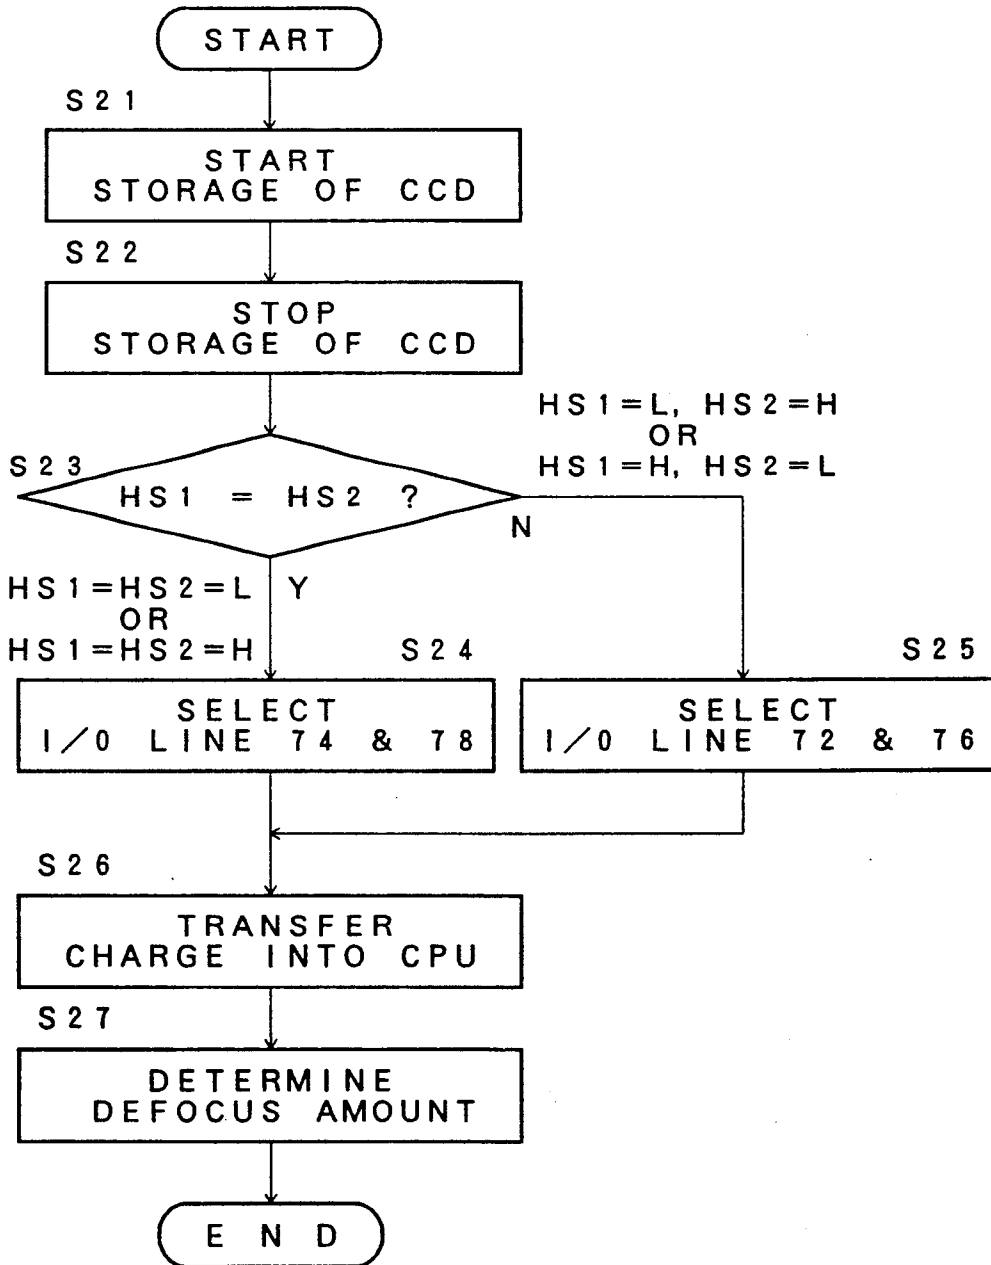 START
S21
START
STORAGE OF CCD
S22
STOP
STORAGE OF CCD
HS1=L, HS2=H
OR
HS1=H, HS2=L
S23
HS1 = HS2 ?
N
HS1=HS2=L Y
OR
HS1=HS2=H
S24
S25
SELECT
I/O LINE 74 & 78
SELECT
I/O LINE 72 & 76
S26
TRANSFER
CHARGE INTO CPU
S27
DETERMINE
DEFOCUS AMOUNT
END